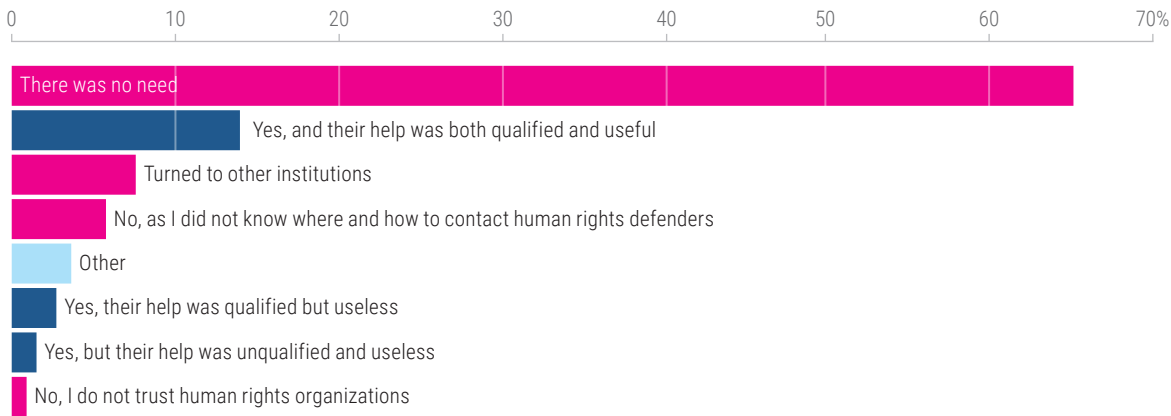 0 10 20 30 40 50 60 70%
There was no need
Yes, and their help was both qualified and useful
Turned to other institutions
No, as I did not know where and how to contact human rights defenders
Other
Yes, their help was qualified but useless
Yes, but their help was unqualified and useless
No, I do not trust human rights organizations